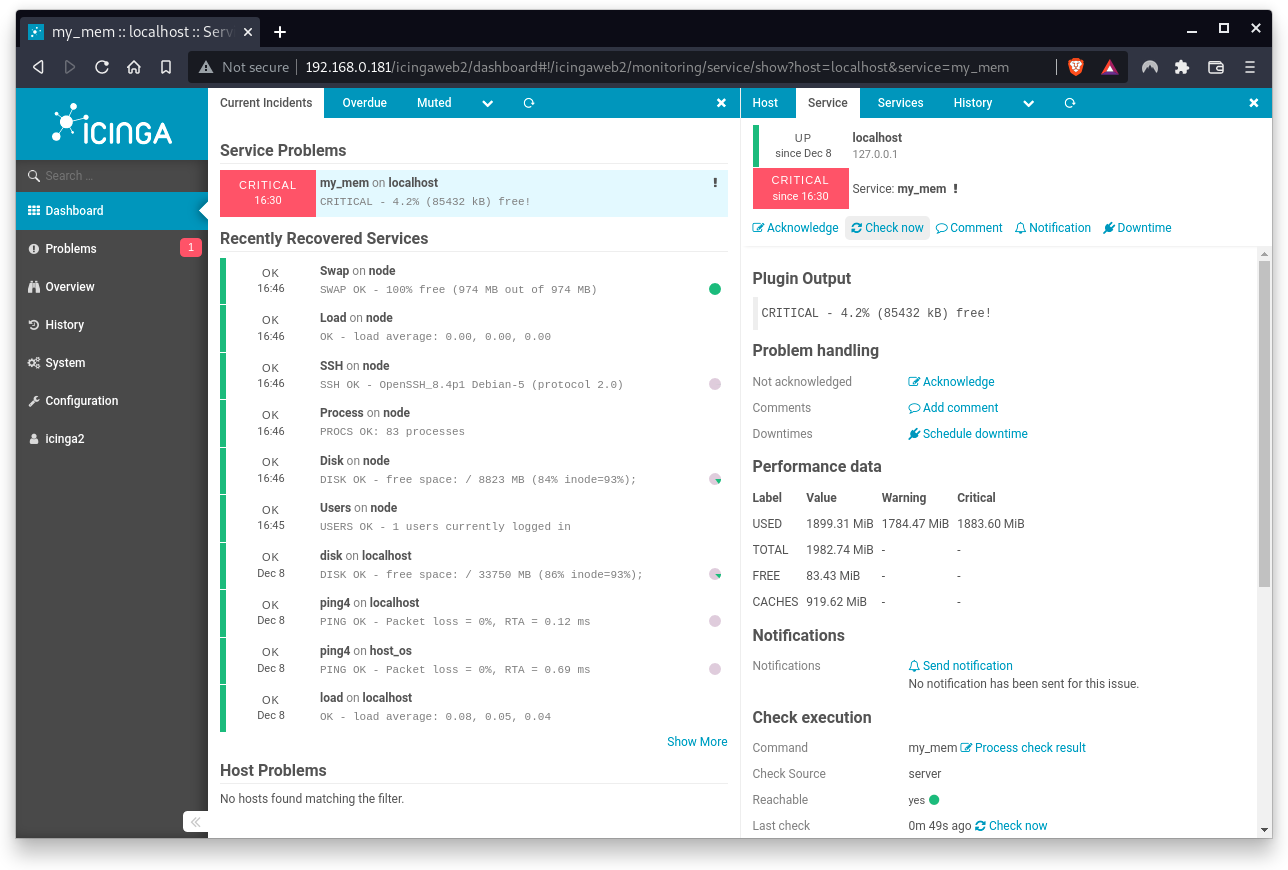 my_mem :: localhost :: Serv
Not secure 192.168.0.181/icingaweb2/dashboard#!/icingaweb2/monitoring/service/show?host=localhost&service=my_mem
icinga
Search ...
Dashboard
Problems 1
Overview
History
System
Configuration
icinga2
Current Incidents Overdue Muted
Service Problems
CRITICAL my_mem on localhost !
16:30 CRITICAL - 4.2% (85432 kB) free!
Recently Recovered Services
OK Swap on node
16:46 SWAP OK - 100% free (974 MB out of 974 MB)
OK Load on node
16:46 OK - load average: 0.00, 0.00, 0.00
OK SSH on node
16:46 SSH OK - OpenSSH_8.4p1 Debian-5 (protocol 2.0)
OK Process on node
16:46 PROCS OK: 83 processes
OK Disk on node
16:46 DISK OK - free space: / 8823 MB (84% inode=93%);
OK Users on node
16:45 USERS OK - 1 users currently logged in
OK disk on localhost
Dec 8 DISK OK - free space: / 33750 MB (86% inode=93%);
OK ping4 on localhost
Dec 8 PING OK - Packet loss = 0%, RTA = 0.12 ms
OK ping4 on host_os
Dec 8 PING OK - Packet loss = 0%, RTA = 0.69 ms
OK load on localhost
Dec 8 OK - load average: 0.08, 0.05, 0.04
Show More
Host Problems
No hosts found matching the filter.
Host Service Services History
UP localhost
since Dec 8 127.0.0.1
CRITICAL
since 16:30
Service: my_mem !
Acknowledge Check now Comment Notification Downtime
Plugin Output
CRITICAL - 4.2% (85432 kB) free!
Problem handling
Not acknowledged Acknowledge
Comments Add comment
Downtimes Schedule downtime
Performance data
Label Value Warning Critical
USED 1899.31 MiB 1784.47 MiB 1883.60 MiB
TOTAL 1982.74 MiB - -
FREE 83.43 MiB - -
CACHES 919.62 MiB - -
Notifications
Notifications Send notification
No notification has been sent for this issue.
Check execution
Command my_mem Process check result
Check Source server
Reachable yes
Last check 0m 49s ago Check now